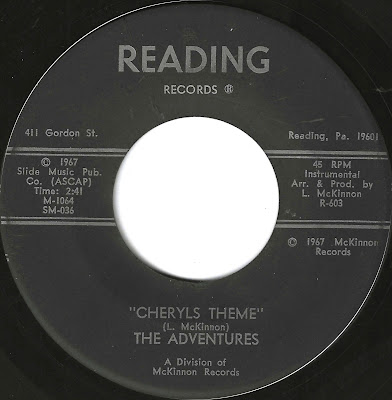 READING
RECORDS ®
411 Gordon St.
Reading, Pa. 19601
© 1967
Slide Music Pub.
Co. (ASCAP)
Time: 2:41
M-1064
SM-036
45 RPM
Instrumental
Arr. & Prod. by
L. McKinnon
R-603
© 1967 McKinnon
Records
"CHERYLS THEME"
(L. McKinnon)
THE ADVENTURES
A Division of
McKinnon Records